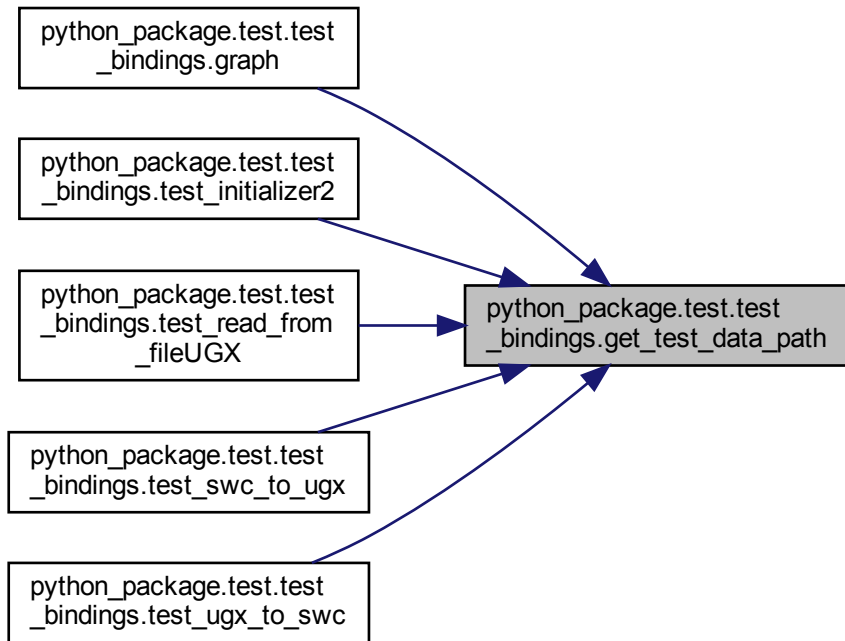 python_package.test.test
_bindings.graph
python_package.test.test
_bindings.test_initializer2
python_package.test.test
_bindings.test_read_from
_fileUGX
python_package.test.test
_bindings.get_test_data_path
python_package.test.test
_bindings.test_swc_to_ugx
python_package.test.test
_bindings.test_ugx_to_swc